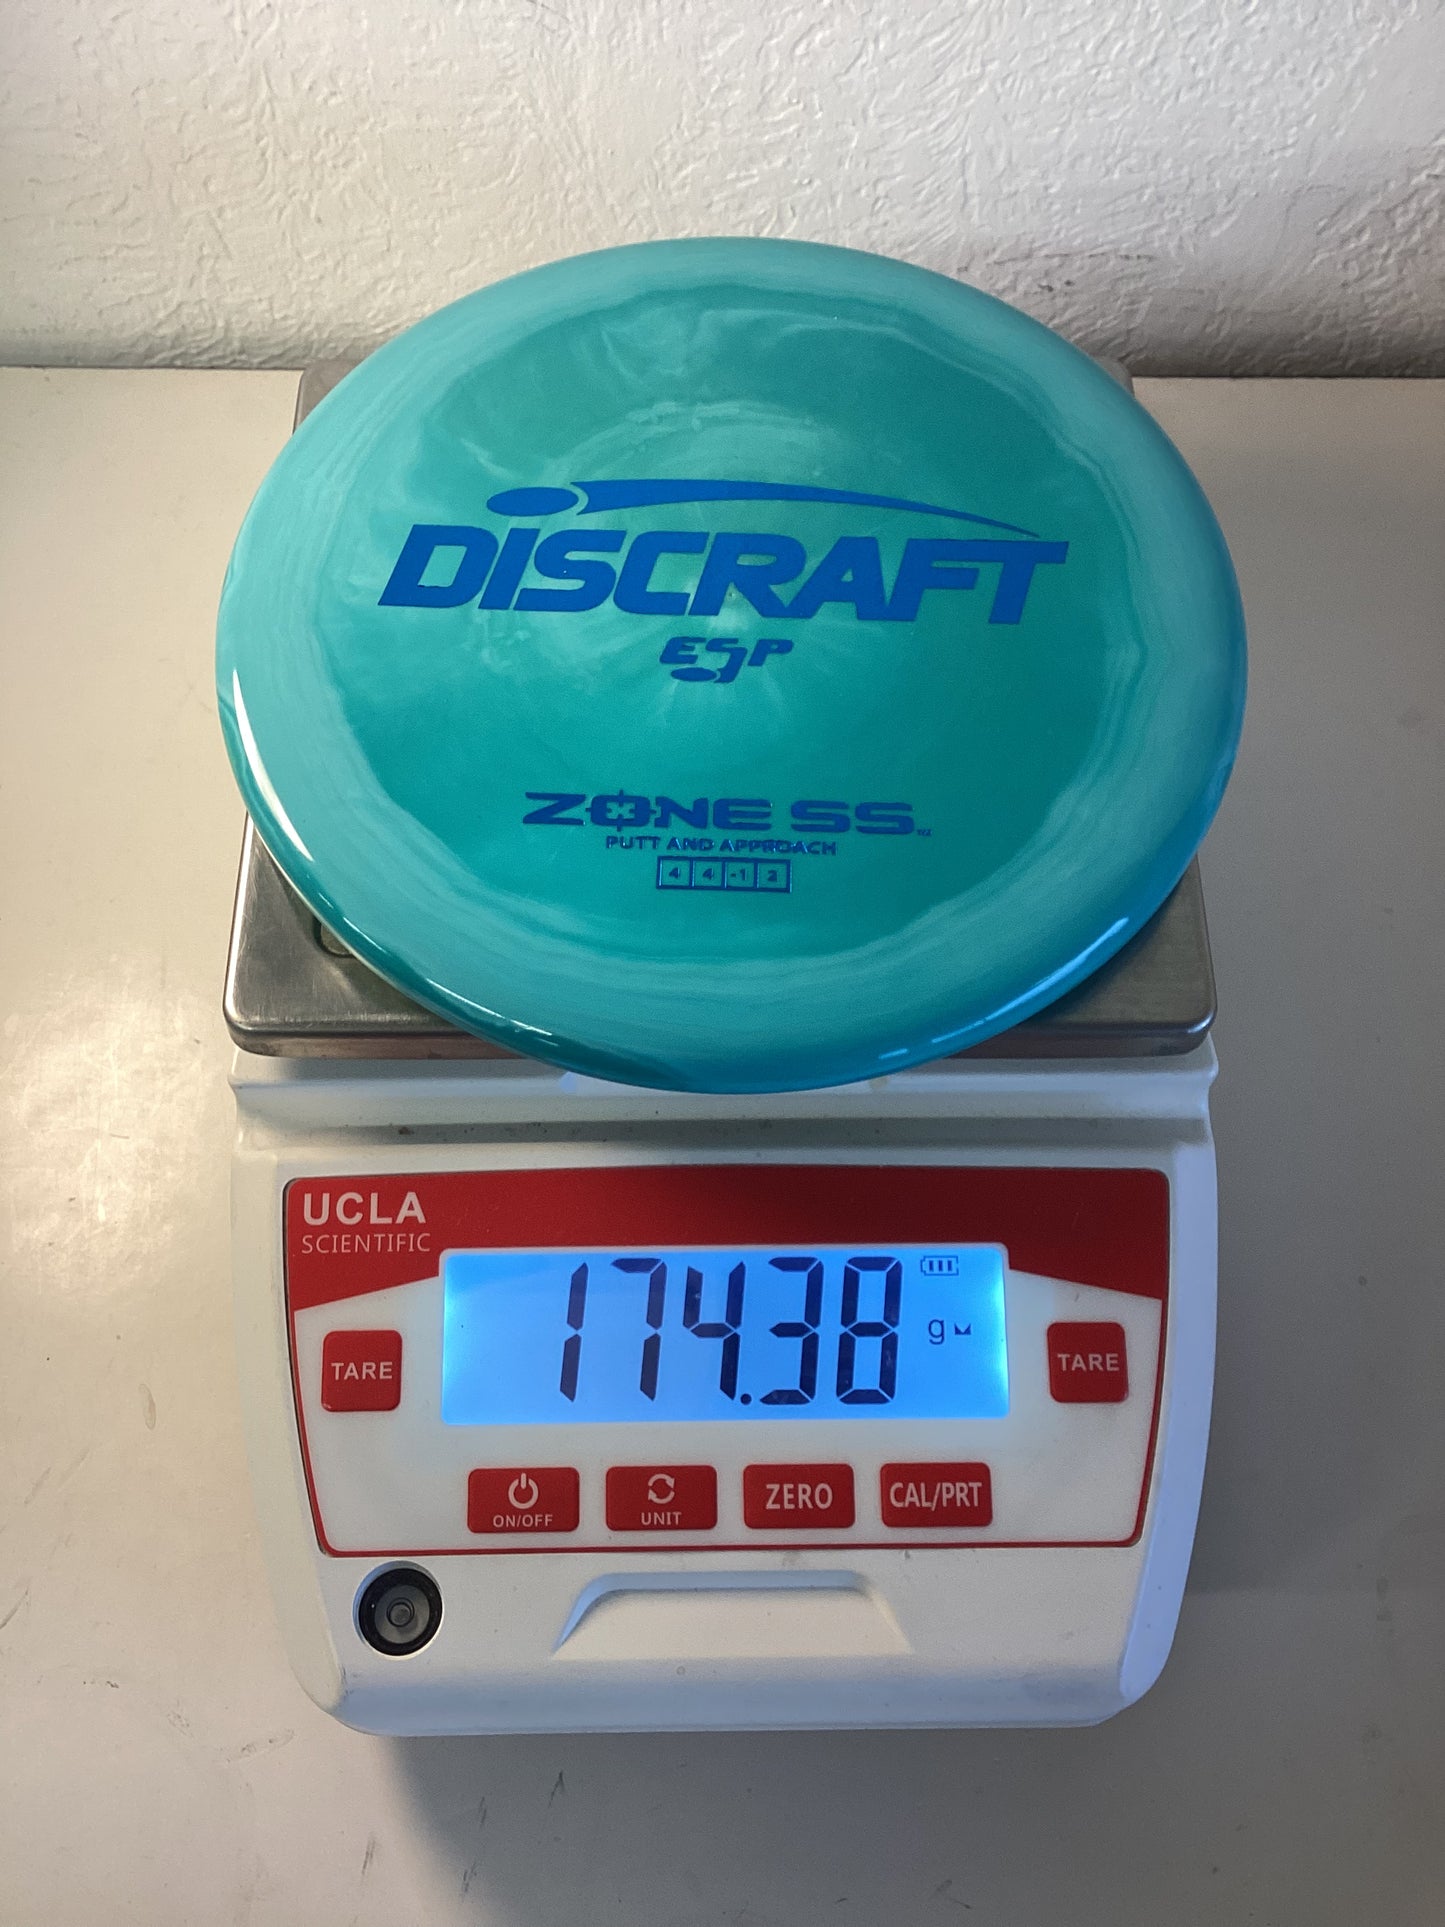 DISCRAFT
ESP
ZONE SS
PUTT AND APPROACH
4 4 -1 2
UCLA
SCIENTIFIC
174.38
g
TARE
TARE
ON/OFF
UNIT
ZERO
CAL/PRT